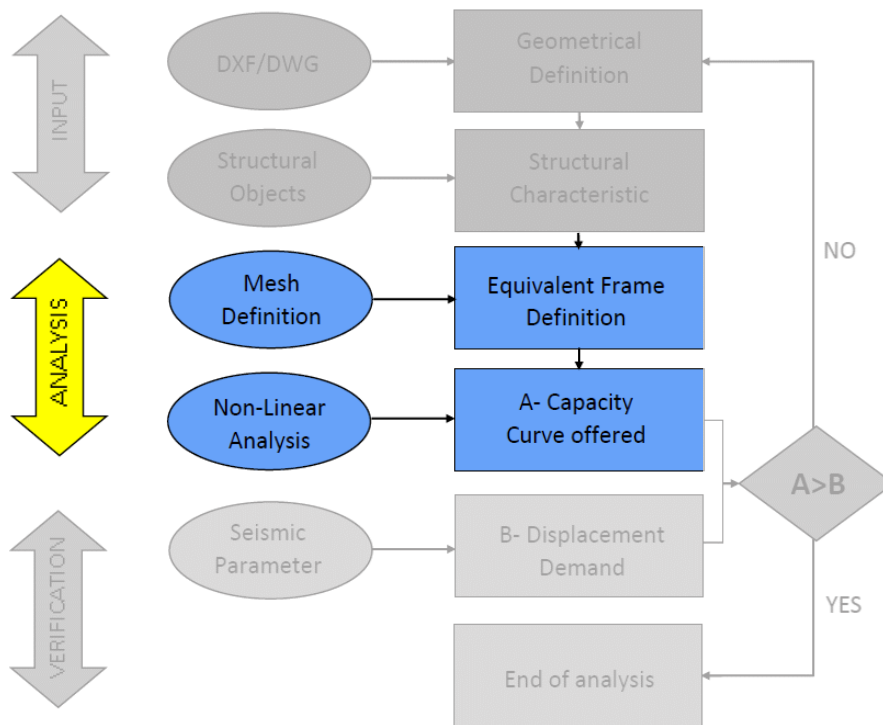 INPUT
DXF/DWG
Geometrical
Definition
Structural
Objects
Structural
Characteristic
NO
ANALYSIS
Mesh
Definition
Equivalent Frame
Definition
Non-Linear
Analysis
A- Capacity
Curve offered
A>B
VERIFICATION
Seismic
Parameter
B- Displacement
Demand
YES
End of analysis